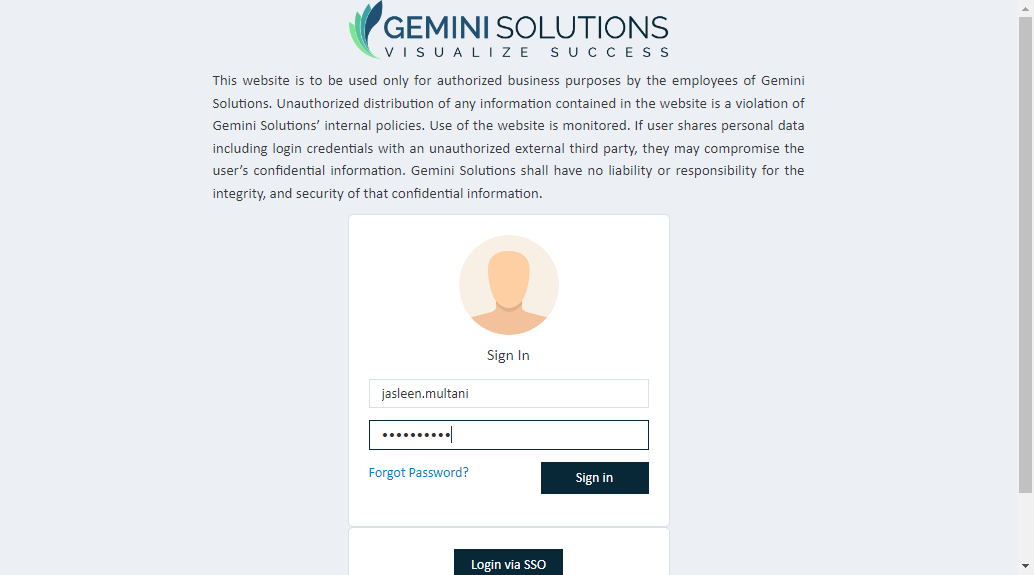 GEMINI SOLUTIONS
VISUALIZE SUCCESS
This website is to be used only for authorized business purposes by the employees of Gemini
Solutions. Unauthorized distribution of any information contained in the website is a violation of
Gemini Solutions’ internal policies. Use of the website is monitored. If user shares personal data
including login credentials with an unauthorized external third party, they may compromise the
user’s confidential information. Gemini Solutions shall have no liability or responsibility for the
integrity, and security of that confidential information.
Sign In
jasleen.multani
••••••••••
Forgot Password?
Sign in
Login via SSO